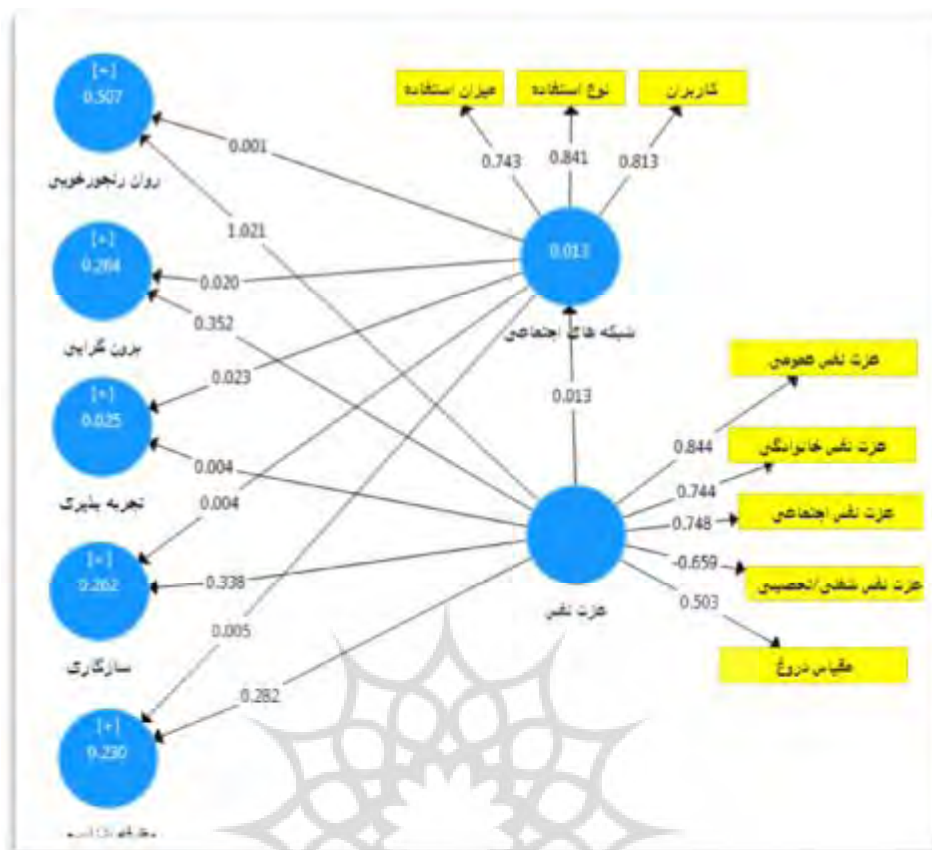 [+]
0.507
روان رنجورخویی
[+]
0.264
برون گرایی
[+]
0.025
تجربه پذیری
[+]
0.262
سازگاری
[+]
0.230
میزان استفاده
نوع استفاده
کاربران
0.743
0.841
0.813
0.013
شبکه های اجتماعی
0.001
1.021
0.020
0.352
0.023
0.004
0.004
0.338
0.005
0.282
0.013
عزت نفس
عزت نفس عمومی
0.844
عزت نفس خانوادگی
0.744
عزت نفس اجتماعی
0.748
عزت نفس شغلی/تحصیلی
-0.659
0.503
مقیاس دروغ